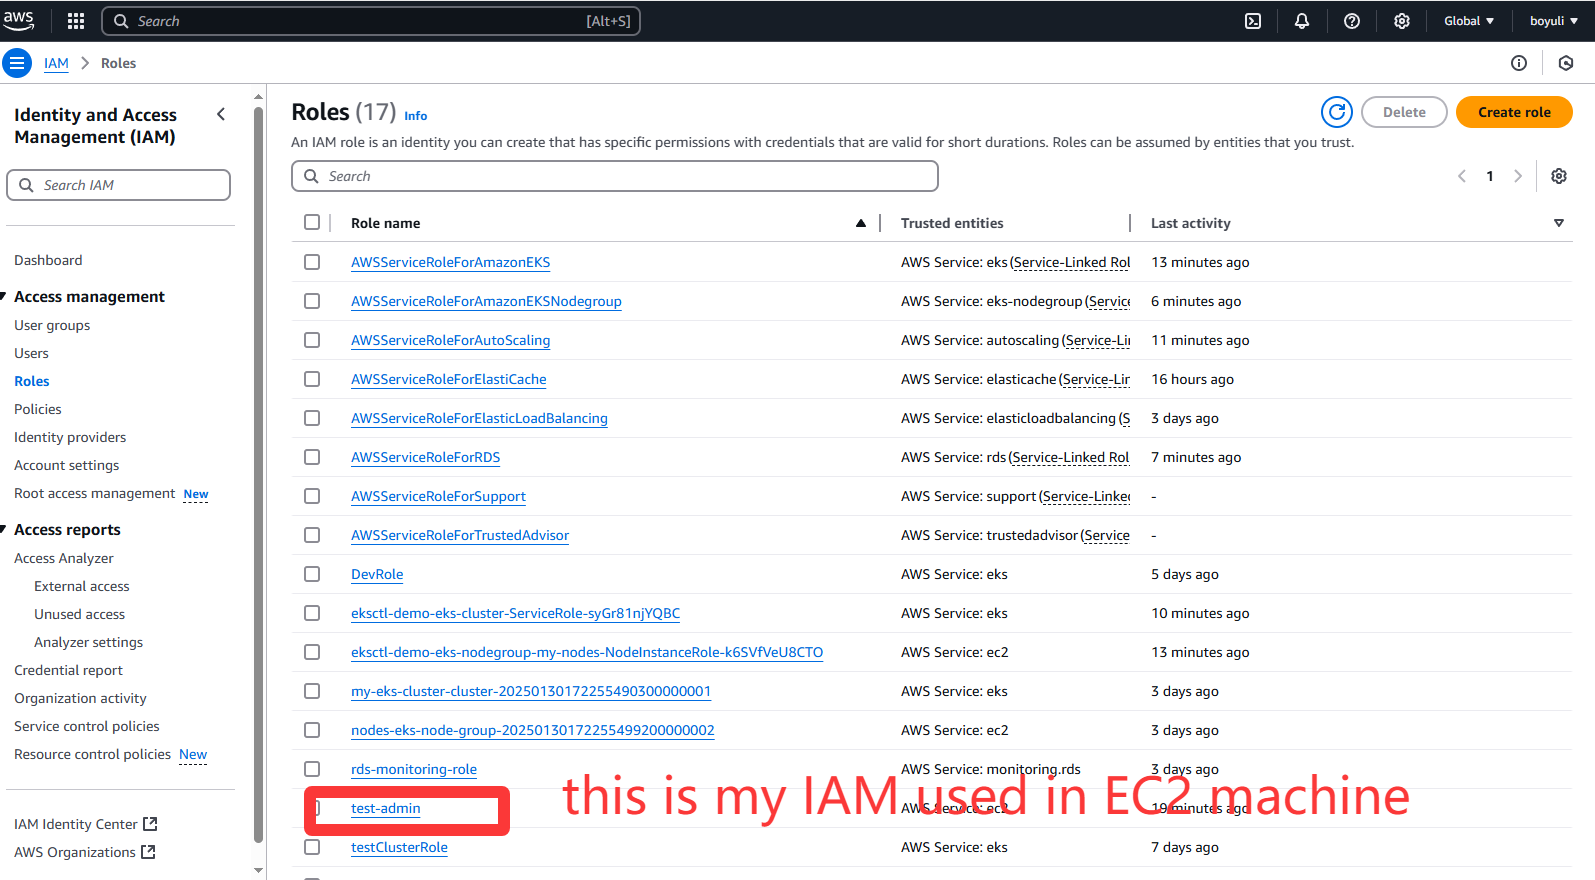 aws
Search [Alt+S]
Global boyuli
IAM > Roles
Identity and Access
Management (IAM)
Search IAM
Dashboard
Access management
User groups
Users
Roles
Policies
Identity providers
Account settings
Root access management New
Access reports
Access Analyzer
External access
Unused access
Analyzer settings
Credential report
Organization activity
Service control policies
Resource control policies New
IAM Identity Center
AWS Organizations
Roles (17) Info
Delete
Create role
An IAM role is an identity you can create that has specific permissions with credentials that are valid for short durations. Roles can be assumed by entities that you trust.
Search
1
Role name Trusted entities Last activity
AWSServiceRoleForAmazonEKS AWS Service: eks (Service-Linked Rol 13 minutes ago
AWSServiceRoleForAmazonEKSNodegroup AWS Service: eks-nodegroup (Service 6 minutes ago
AWSServiceRoleForAutoScaling AWS Service: autoscaling (Service-Li 11 minutes ago
AWSServiceRoleForElastiCache AWS Service: elasticache (Service-Lin 16 hours ago
AWSServiceRoleForElasticLoadBalancing AWS Service: elasticloadbalancing (S 3 days ago
AWSServiceRoleForRDS AWS Service: rds (Service-Linked Rol 7 minutes ago
AWSServiceRoleForSupport AWS Service: support (Service-Linked -
AWSServiceRoleForTrustedAdvisor AWS Service: trustedadvisor (Service -
DevRole AWS Service: eks 5 days ago
eksctl-demo-eks-cluster-ServiceRole-syGr81njYQBC AWS Service: eks 10 minutes ago
eksctl-demo-eks-nodegroup-my-nodes-NodeInstanceRole-k6SVfVeU8CTO AWS Service: ec2 13 minutes ago
my-eks-cluster-cluster-20250130172255490300000001 AWS Service: eks 3 days ago
nodes-eks-node-group-20250130172255499200000002 AWS Service: ec2 3 days ago
rds-monitoring-role AWS Service: monitoring.rds 3 days ago
this is my IAM used in EC2 machine
test-admin AWS Service: ec2 19 minutes ago
testClusterRole AWS Service: eks 7 days ago